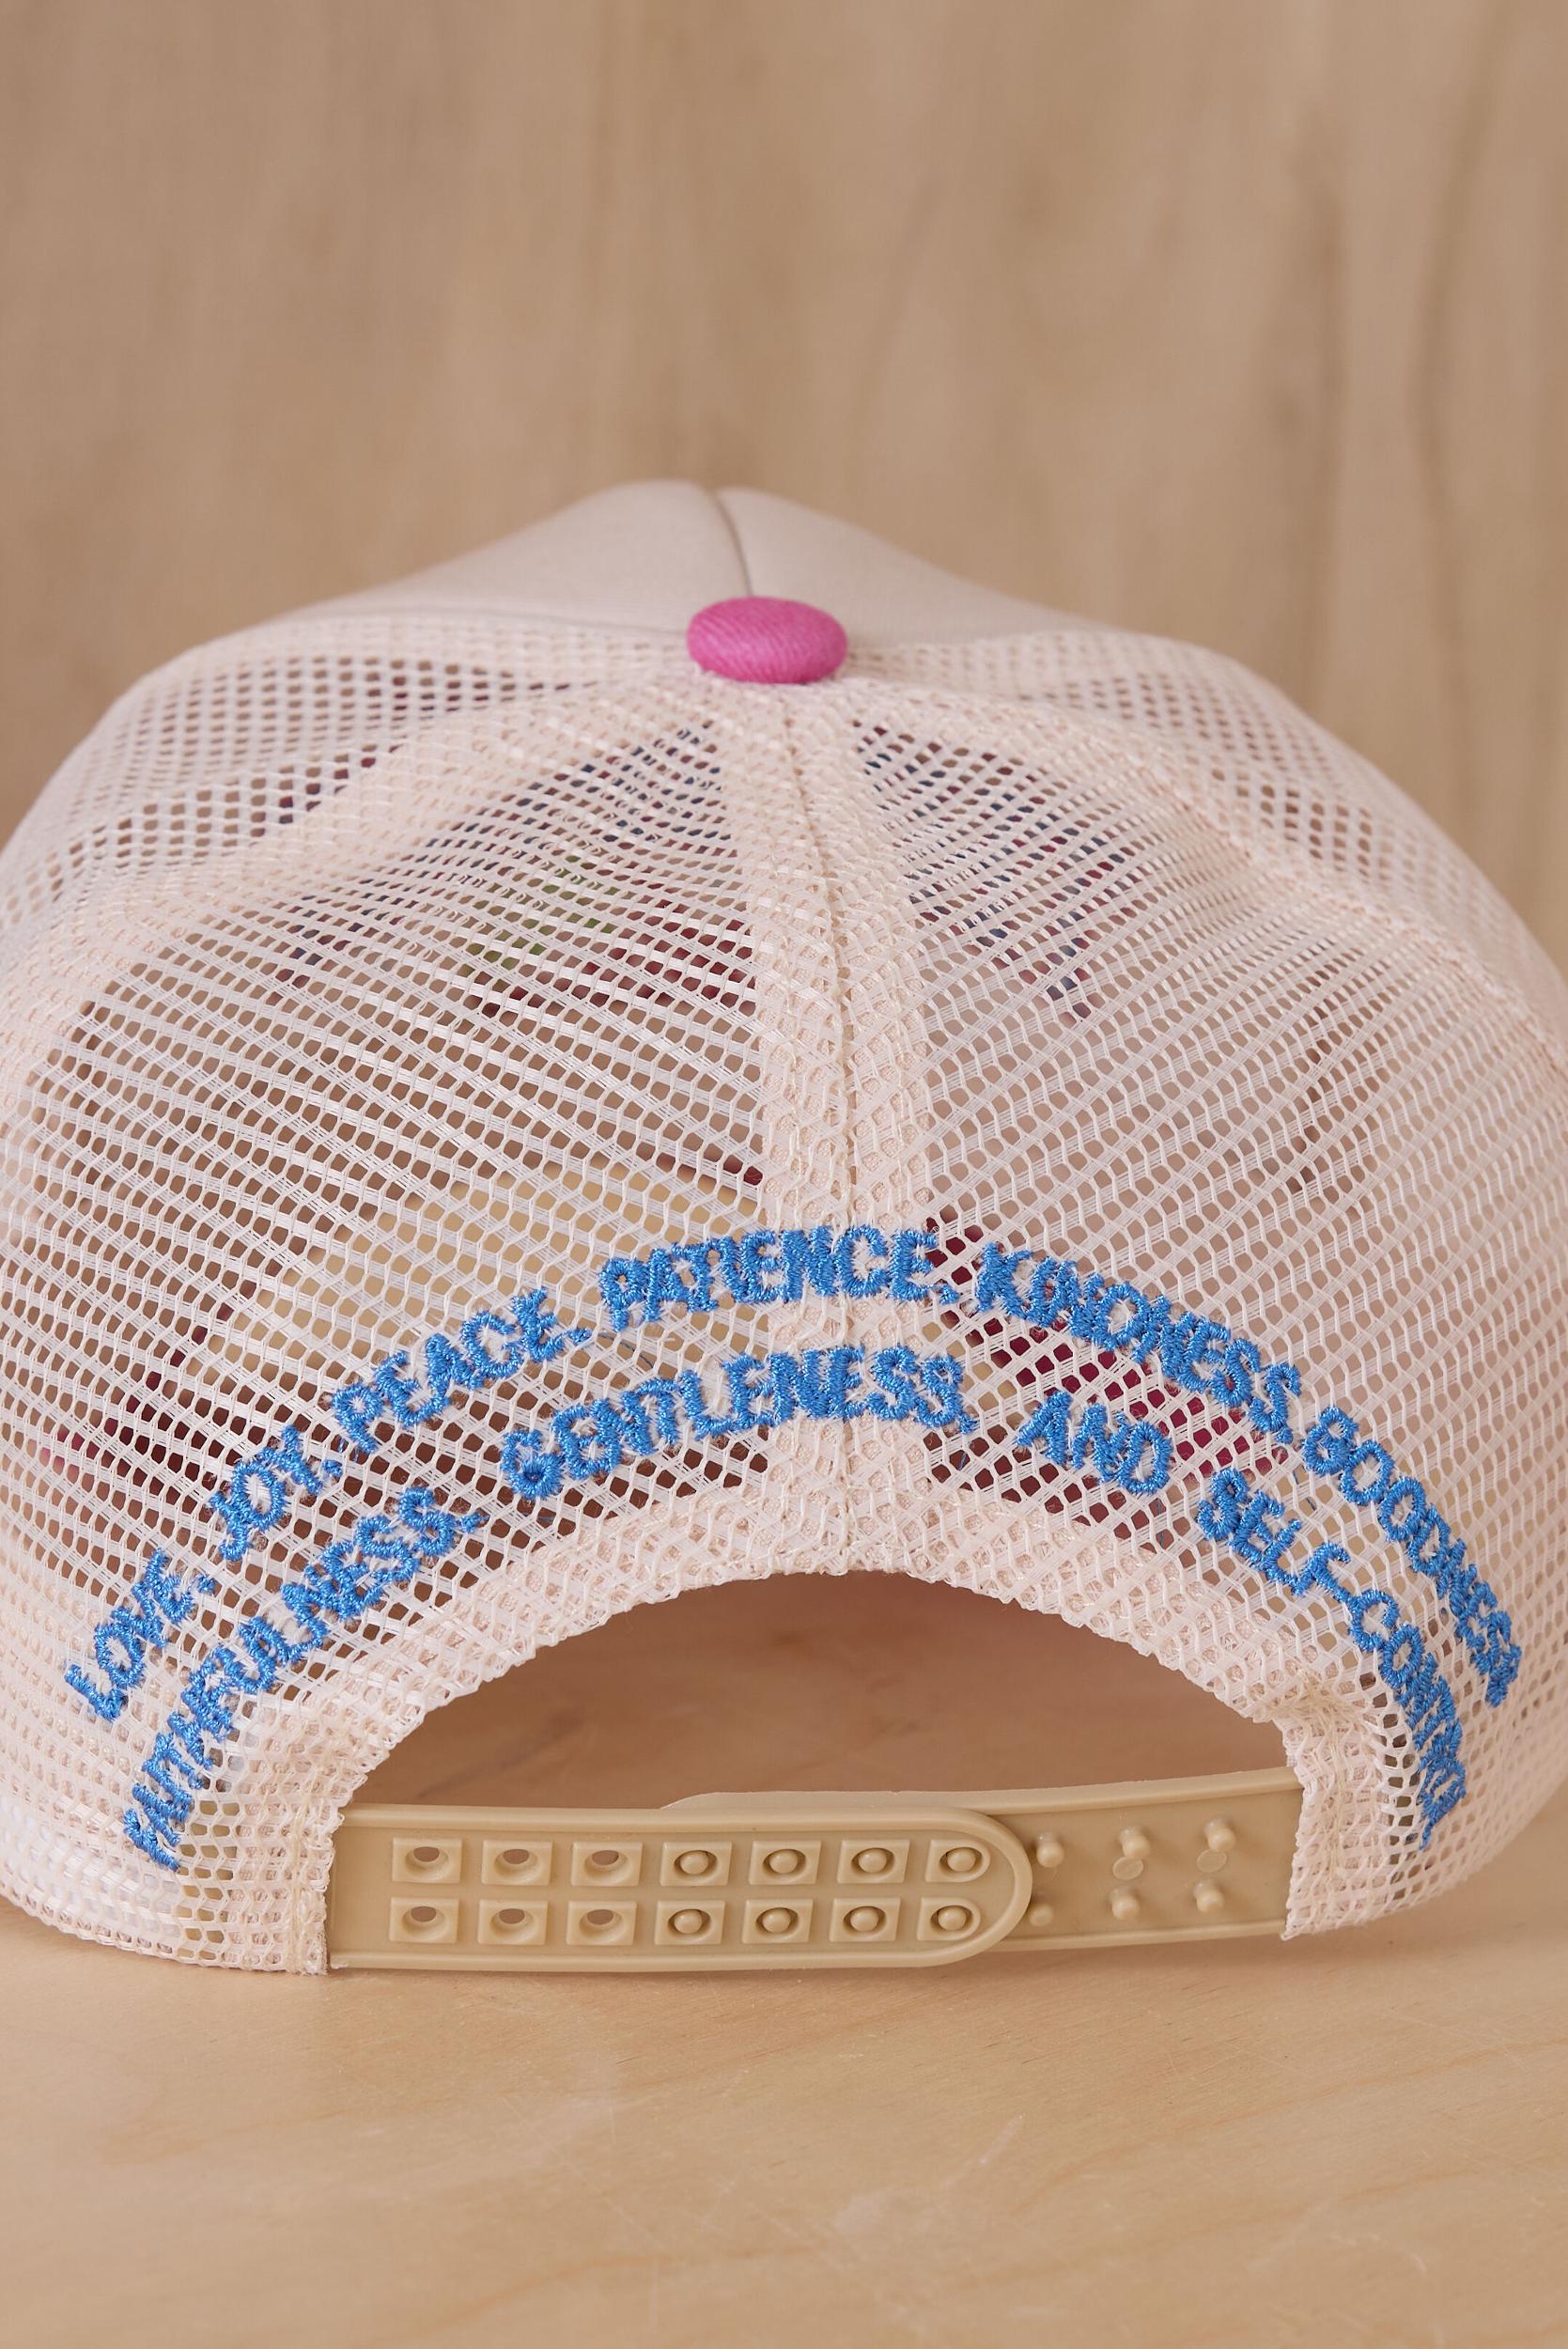 LOVE, JOY, PEACE, PATIENCE, KINDNESS, GOODNESS
FAITHFULNESS, GENTLENESS, AND SELF CONTROL